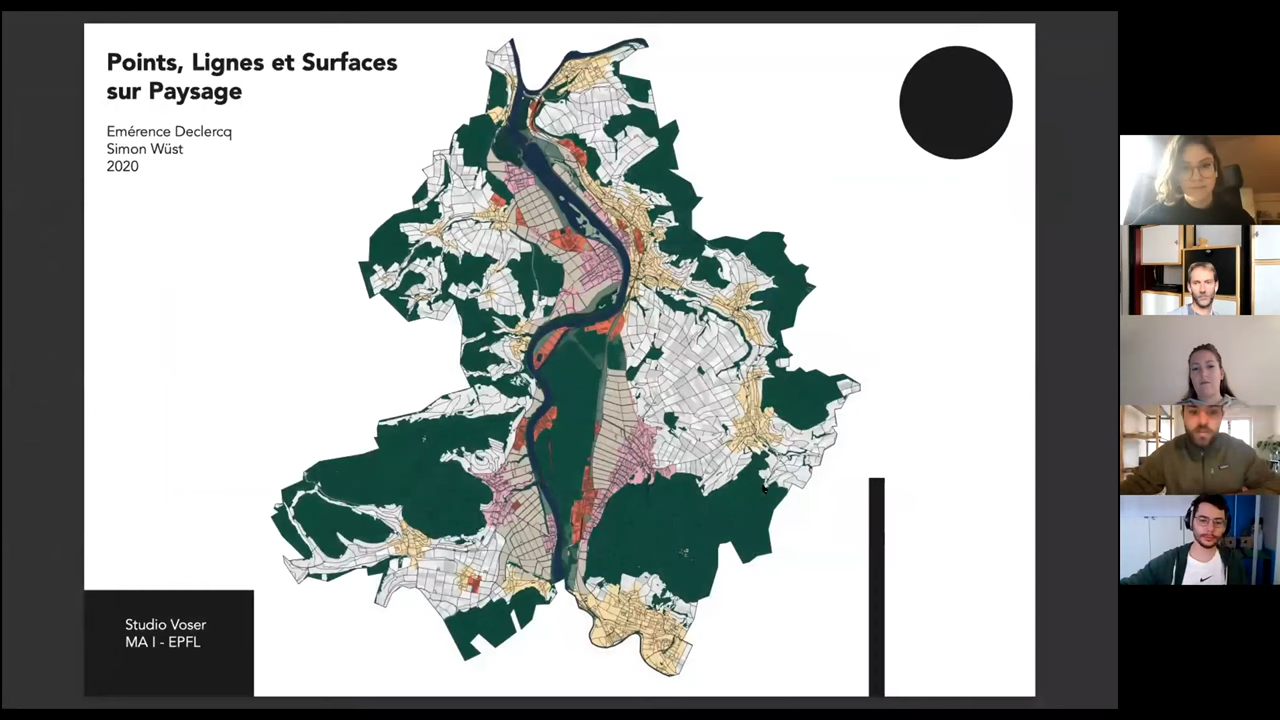 Points, Lignes et Surfaces
sur Paysage
Emérence Declercq
Simon Wüst
2020
Studio Voser
MA I - EPFL